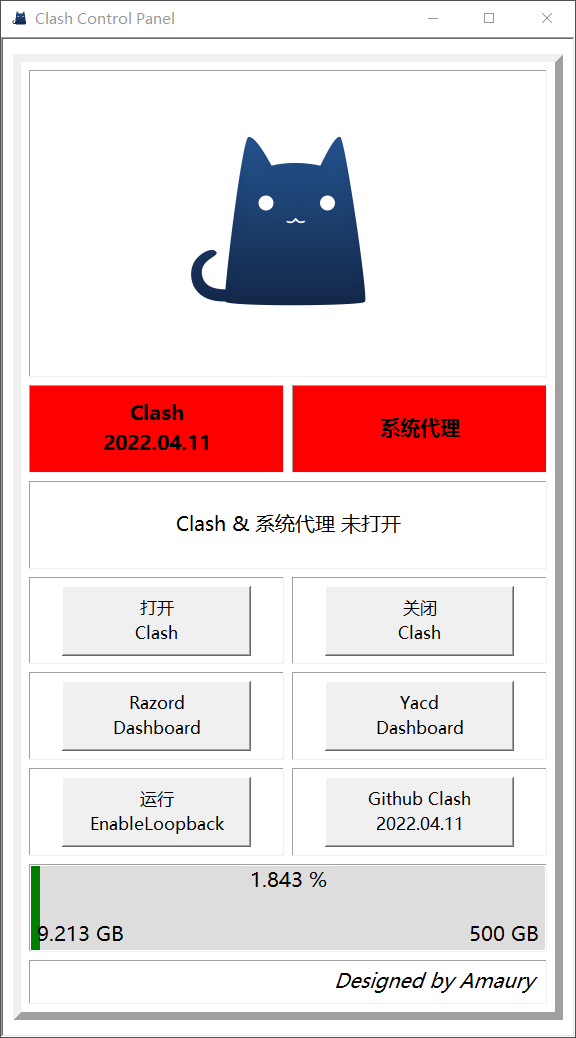 Clash Control Panel
Clash
2022.04.11
系统代理
Clash & 系统代理 未打开
打开
Clash
关闭
Clash
Razord
Dashboard
Yacd
Dashboard
运行
EnableLoopback
Github Clash
2022.04.11
1.843 %
9.213 GB
500 GB
Designed by Amaury